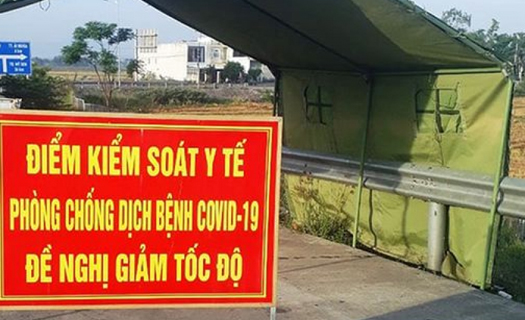 ĐIỂM KIỂM SOÁT Y TẾ
PHÒNG CHỐNG DỊCH BỆNH COVID-19
ĐỀ NGHỊ GIẢM TỐC ĐỘ